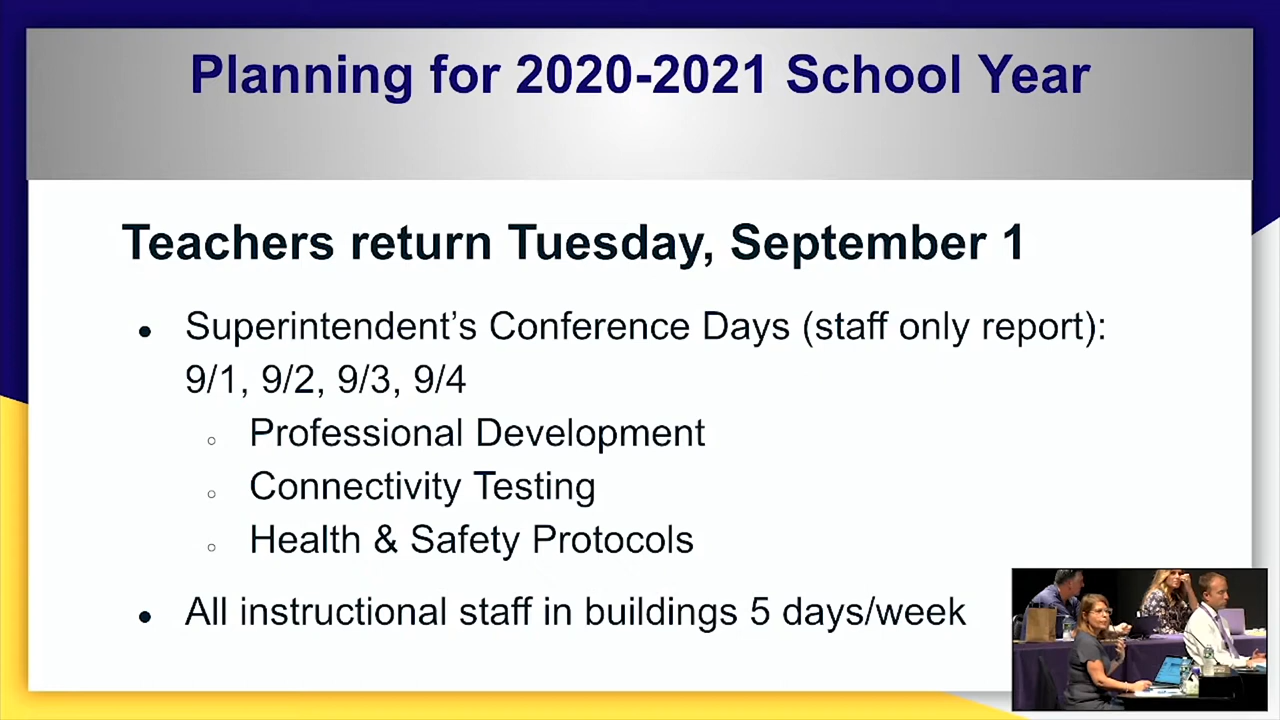 Planning for 2020-2021 School Year
Teachers return Tuesday, September 1
● Superintendent’s Conference Days (staff only report):
9/1, 9/2, 9/3, 9/4
○ Professional Development
○ Connectivity Testing
○ Health & Safety Protocols
● All instructional staff in buildings 5 days/week